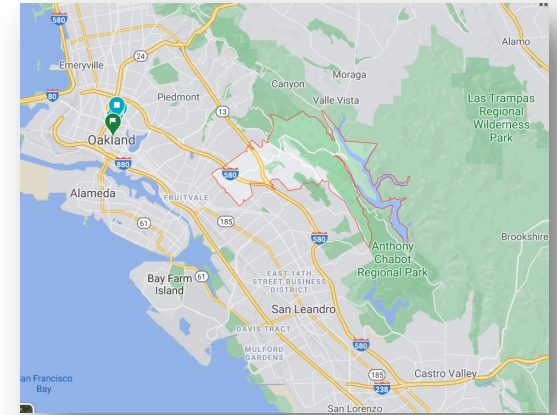 580
Alamo
24
Emeryville
Moraga
Canyon
80
Piedmont
Valle Vista
Las Trampas
Regional
Wilderness
Park
13
Oakland
880
580
Alameda
FRUITVALE
61
185
580
Brookshire
Anthony
Chabot
Regional Park
EAST 14TH
STREET BUSINESS
DISTRICT
Bay Farm
Island
61
San Leandro
DAVIS TRACT
MULFORD
GARDENS
580
an Francisco
Bay
185
Castro Valley
238
San Lorenzo